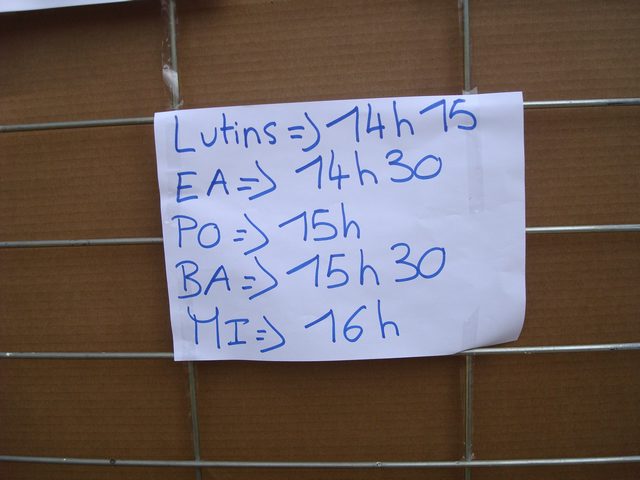 Lutins => 14h15
EA => 14h30
PO => 15h
BA => 15h30
MI => 16h